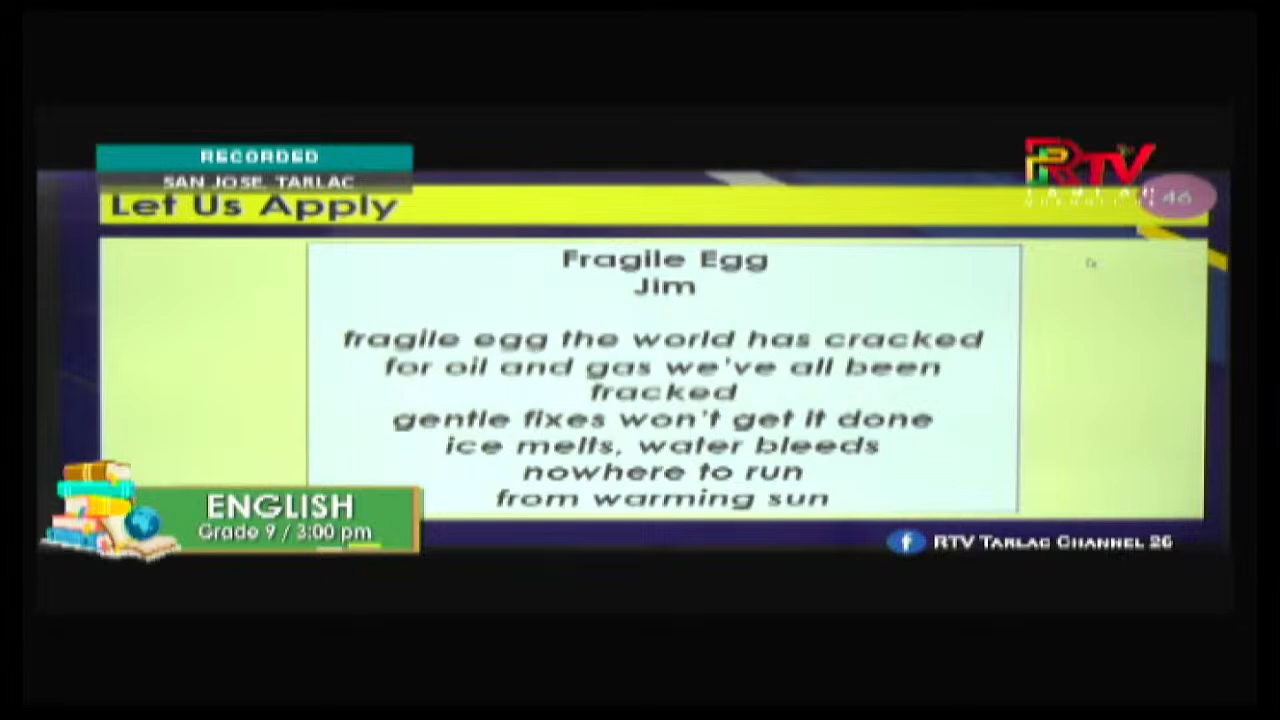 RECORDED
SAN JOSE, TARLAC
RTV
46
Let Us Apply
Fragile Egg
Jim
fragile egg the world has cracked
for oil and gas we've all been
fracked
gentle fixes won't get it done
ice melts, water bleeds
nowhere to run
from warming sun
ENGLISH
Grade 9 / 3:00 pm
f RTV TARLAC CHANNEL 26